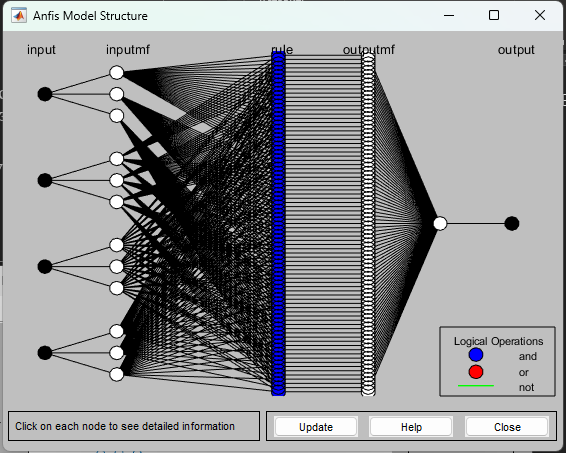 Anfis Model Structure
input
inputmf
rule
outputmf
output
Logical Operations
and
or
not
Click on each node to see detailed information
Update
Help
Close